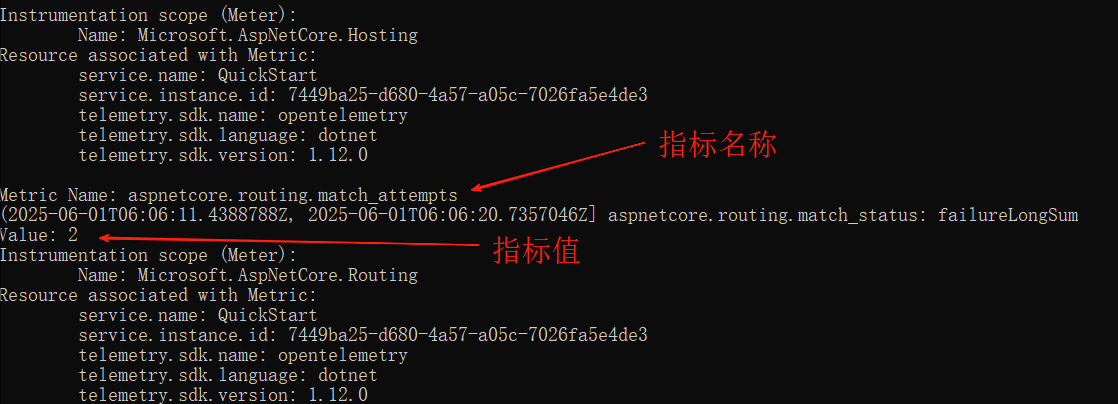 Instrumentation scope (Meter):
Name: Microsoft.AspNetCore.Hosting
Resource associated with Metric:
service.name: QuickStart
service.instance.id: 7449ba25-d680-4a57-a05c-7026fa5e4de3
telemetry.sdk.name: opentelemetry
telemetry.sdk.language: dotnet
telemetry.sdk.version: 1.12.0
指标名称
Metric Name: aspnetcore.routing.match_attempts
(2025-06-01T06:06:11.4388788Z, 2025-06-01T06:06:20.7357046Z] aspnetcore.routing.match_status: failureLongSum
Value: 2
指标值
Instrumentation scope (Meter):
Name: Microsoft.AspNetCore.Routing
Resource associated with Metric:
service.name: QuickStart
service.instance.id: 7449ba25-d680-4a57-a05c-7026fa5e4de3
telemetry.sdk.name: opentelemetry
telemetry.sdk.language: dotnet
telemetry.sdk.version: 1.12.0